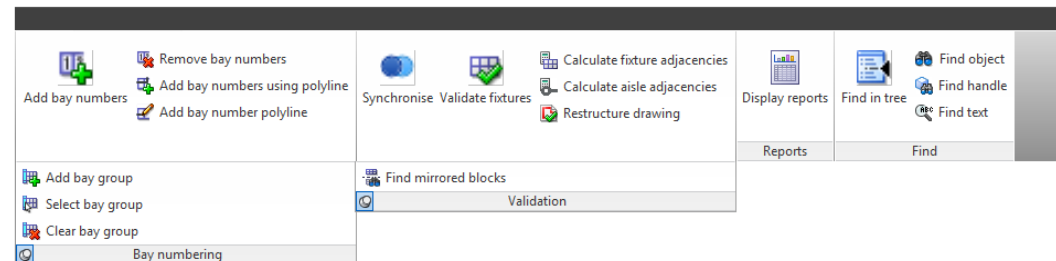 Add bay numbers
Remove bay numbers
Add bay numbers using polyline
Add bay number polyline
Add bay group
Select bay group
Clear bay group
Bay numbering
Synchronise
Validate fixtures
Calculate fixture adjacencies
Calculate aisle adjacencies
Restructure drawing
Find mirrored blocks
Validation
Display reports
Reports
Find in tree
Find object
Find handle
ABC Find text
Find